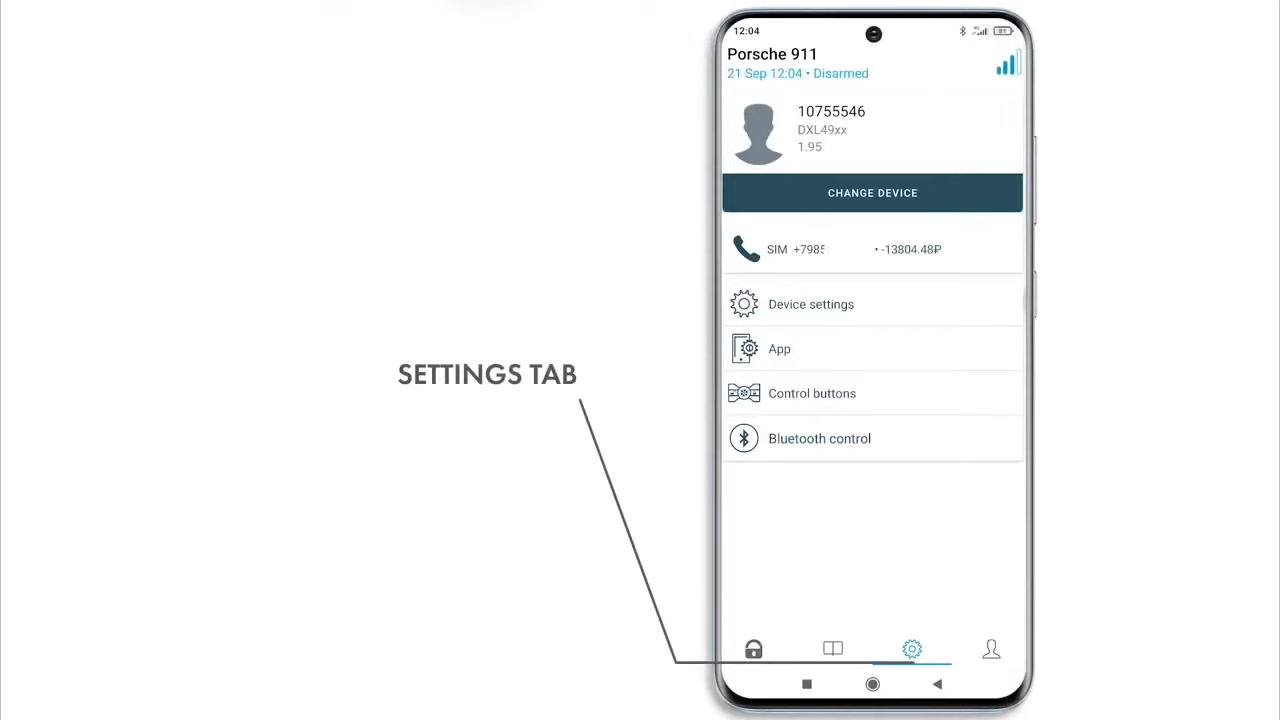 12:04
Porsche 911
21 Sep 12:04 • Disarmed
10755546
DXL49xx
1.95
CHANGE DEVICE
SIM +7985 • -13804.48₽
Device settings
App
SETTINGS TAB
Control buttons
Bluetooth control